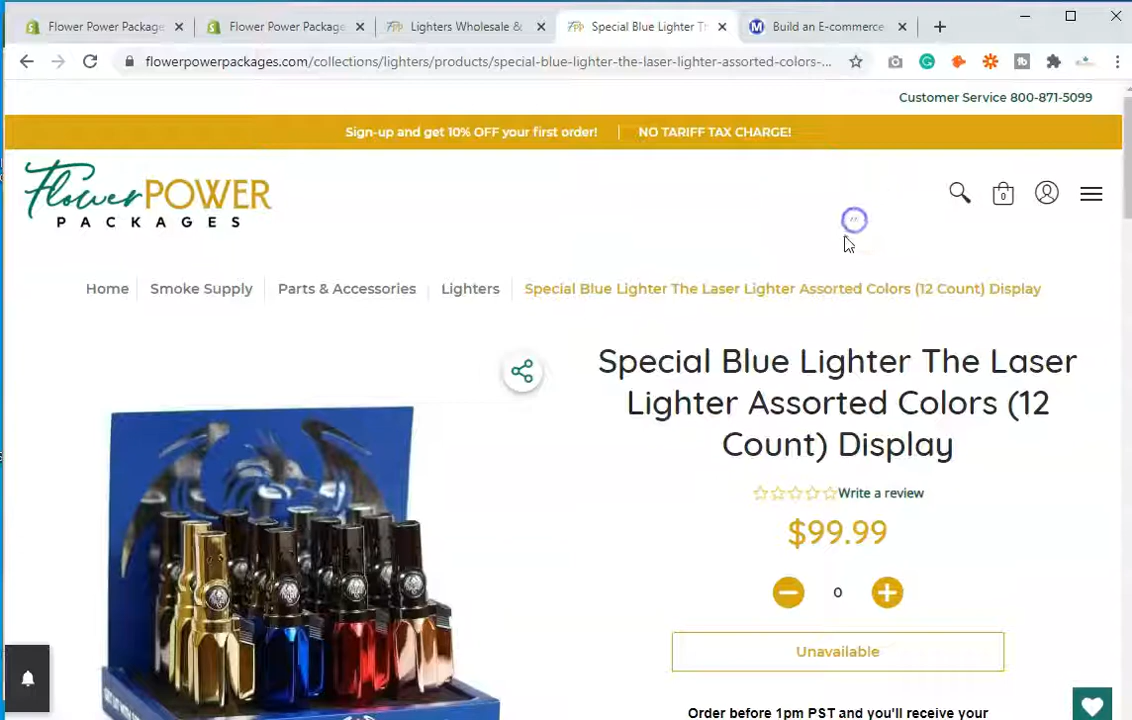 Flower Power Package
Flower Power Package
Lighters Wholesale &
Special Blue Lighter Th
Build an E-commerce
flowerpowerpackages.com/collections/lighters/products/special-blue-lighter-the-laser-lighter-assorted-colors-...
Customer Service 800-871-5099
Sign-up and get 10% OFF your first order! NO TARIFF TAX CHARGE!
FlowerPOWER
PACKAGES
0
Home Smoke Supply Parts & Accessories Lighters Special Blue Lighter The Laser Lighter Assorted Colors (12 Count) Display
Special Blue Lighter The Laser
Lighter Assorted Colors (12
Count) Display
Write a review
$99.99
0
Unavailable
Order before 1pm PST and you'll receive your